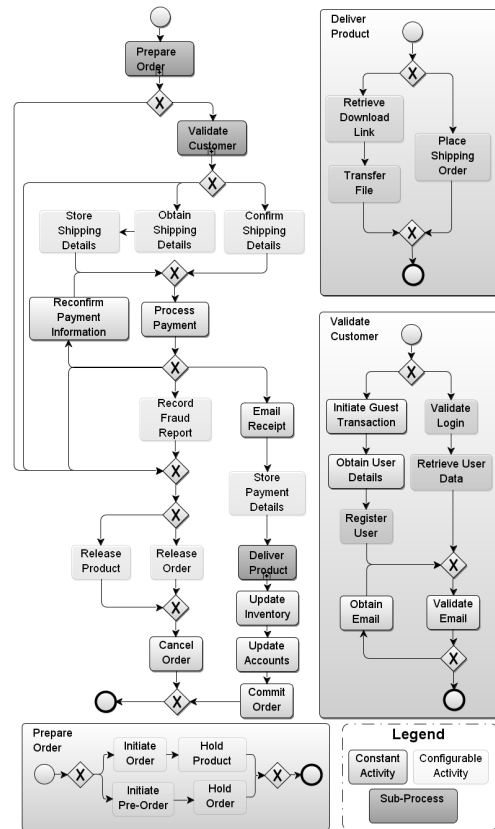 Prepare
Order
X
Validate
Customer
X
Store
Shipping
Details
Obtain
Shipping
Details
Confirm
Shipping
Details
X
Reconfirm
Payment
Information
Process
Payment
X
Record
Fraud
Report
Email
Receipt
X
Store
Payment
Details
X
Release
Product
Release
Order
Deliver
Product
X
Update
Inventory
Cancel
Order
Update
Accounts
X
Commit
Order
Deliver
Product
X
Retrieve
Download
Link
Place
Shipping
Order
Transfer
File
X
Validate
Customer
X
Initiate Guest
Transaction
Validate
Login
Obtain User
Details
Retrieve User
Data
Register
User
X
Obtain
Email
Validate
Email
X
Prepare
Order
X
Initiate
Order
Hold
Product
Initiate
Pre-Order
Hold
Order
X
Legend
Constant
Activity
Configurable
Activity
Sub-Process